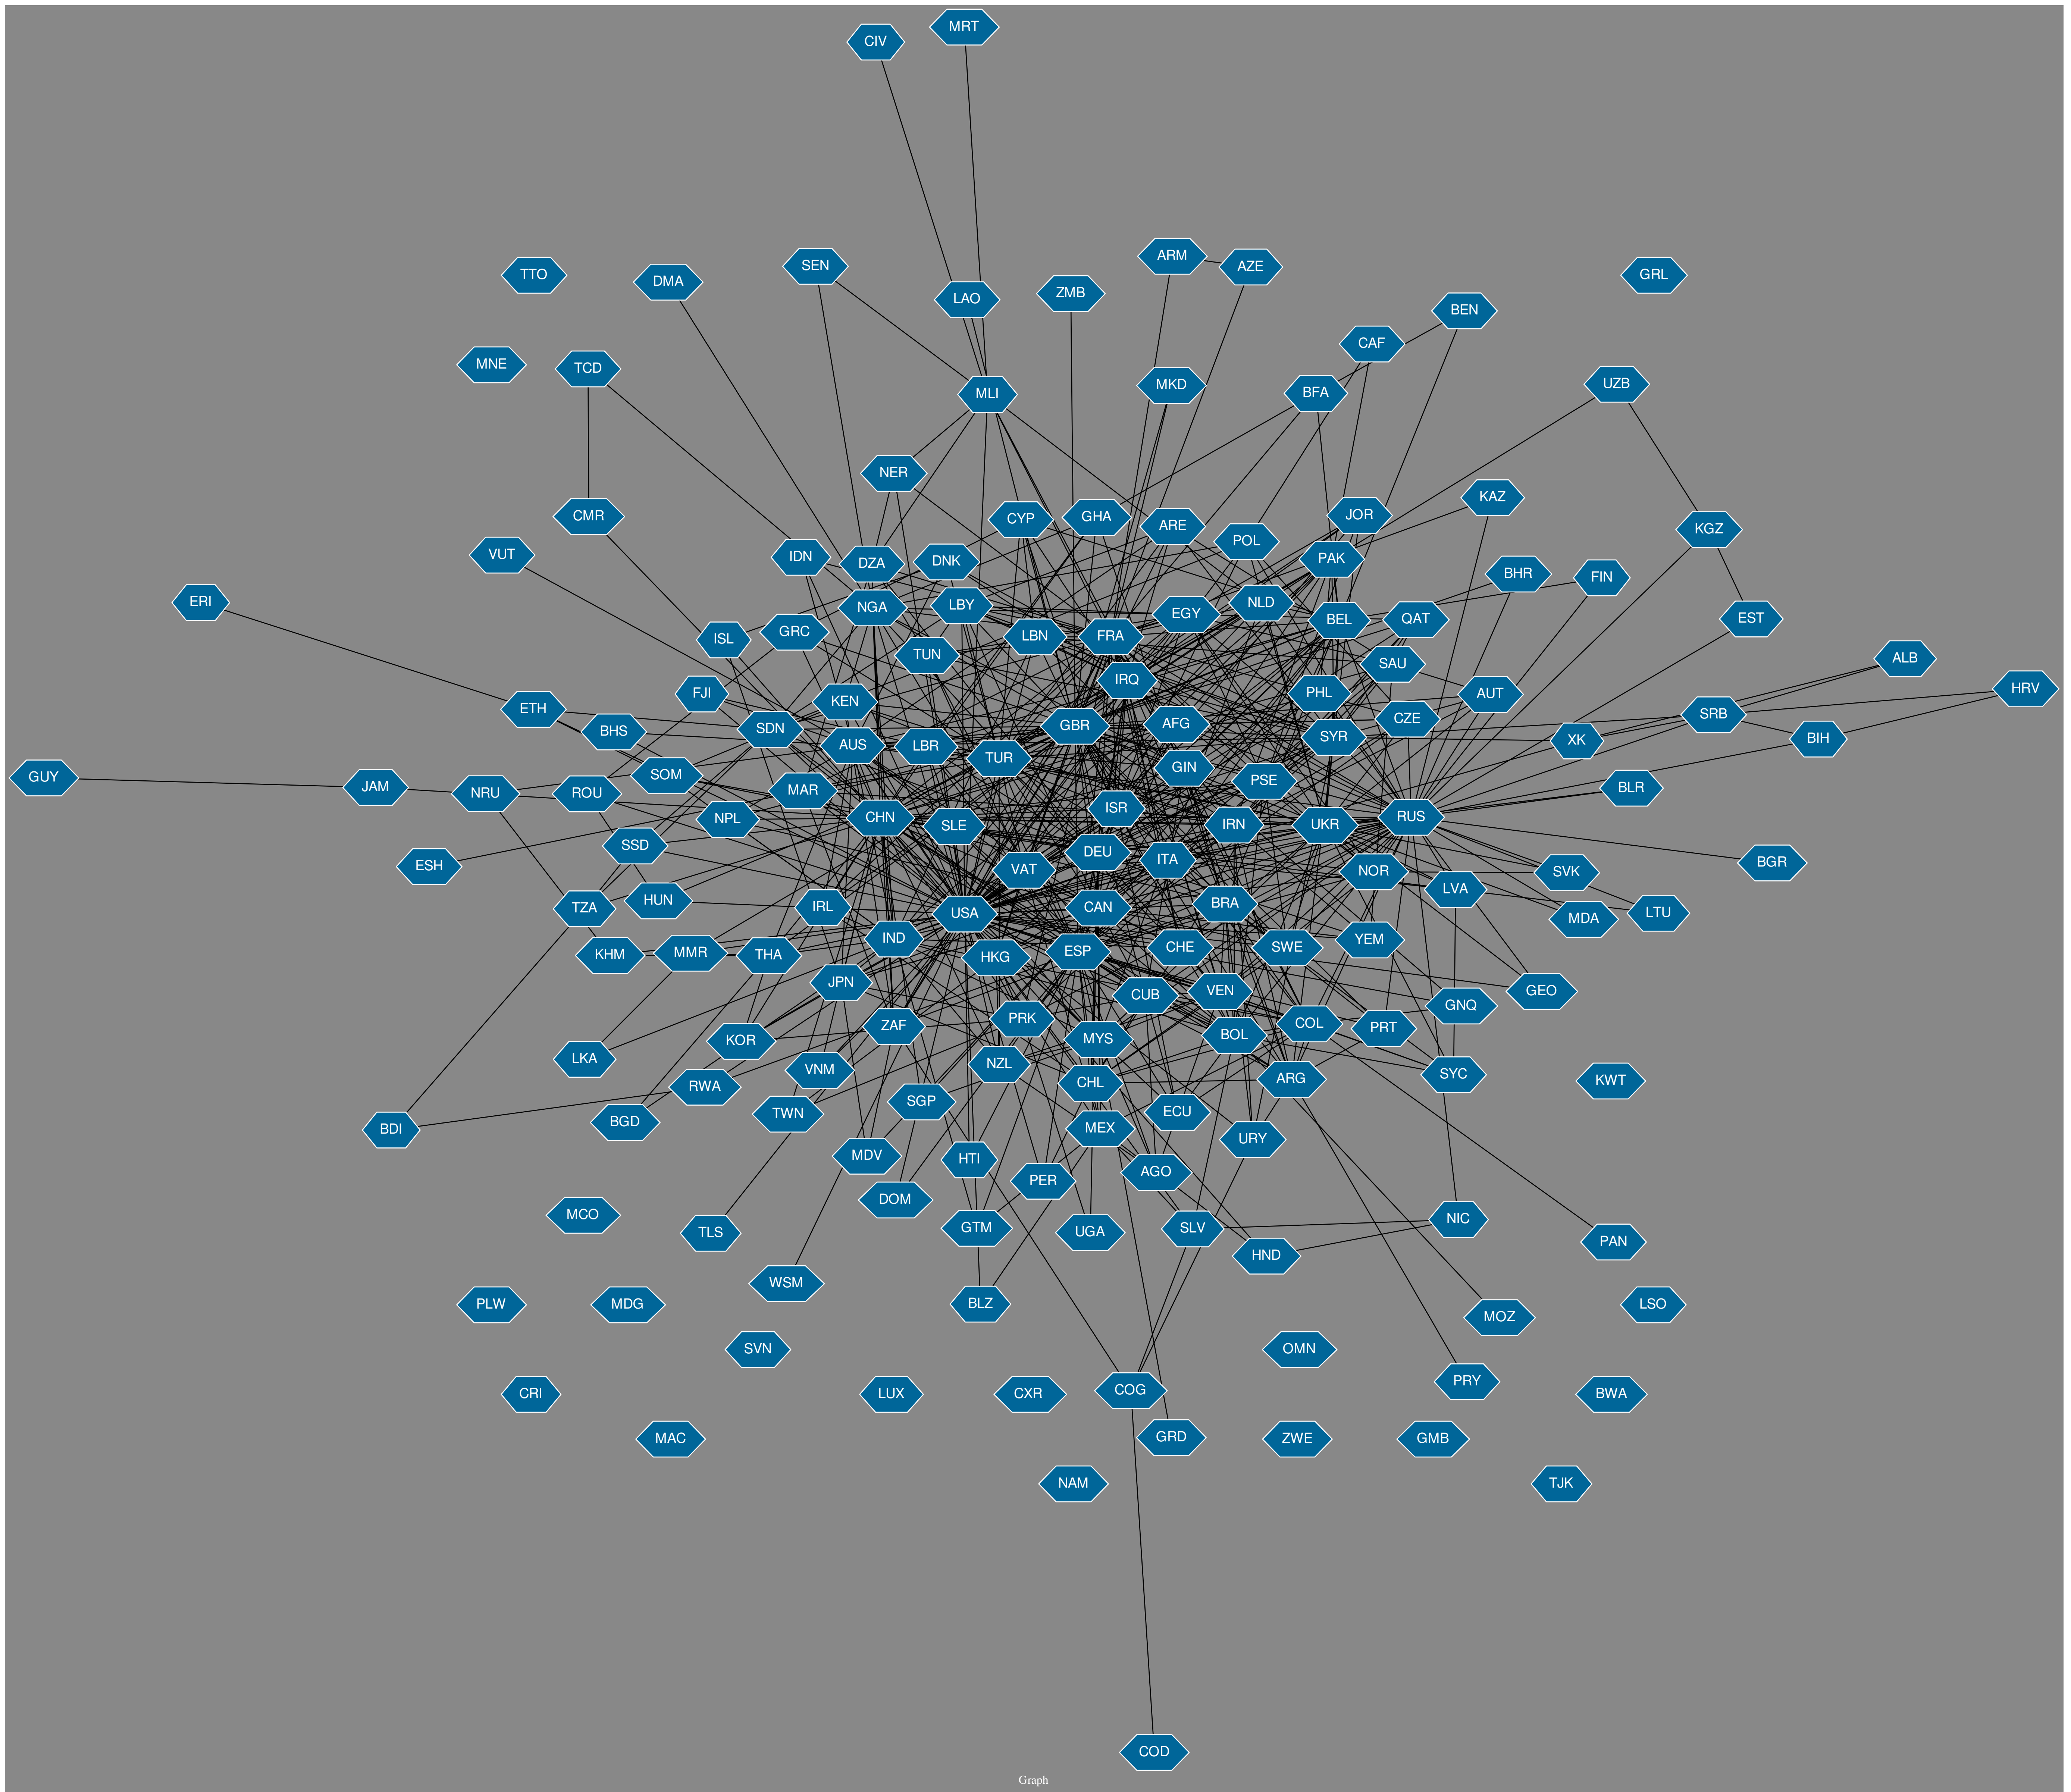 MRT
CIV
ARM
SEN
AZE
TTO
GRL
DMA
ZMB
LAO
BEN
CAF
MNE
TCD
UZB
MKD
BFA
MLI
NER
KAZ
JOR
CMR
GHA
CYP
ARE
KGZ
POL
VUT
IDN
PAK
DNK
DZA
BHR
FIN
ERI
NLD
LBY
NGA
EGY
EST
QAT
BEL
GRC
LBN
FRA
ISL
TUN
ALB
SAU
IRQ
HRV
FJI
PHL
AUT
KEN
ETH
SRB
CZE
AFG
GBR
SDN
BHS
SYR
BIH
XK
AUS
LBR
TUR
GIN
SOM
GUY
PSE
JAM
BLR
MAR
NRU
ROU
ISR
CHN
RUS
NPL
SLE
IRN
UKR
SSD
DEU
ITA
BGR
ESH
VAT
NOR
SVK
LVA
HUN
BRA
IRL
CAN
TZA
USA
LTU
MDA
IND
YEM
CHE
SWE
ESP
MMR
KHM
THA
HKG
JPN
GEO
VEN
CUB
GNQ
PRK
COL
ZAF
PRT
BOL
MYS
KOR
LKA
NZL
VNM
SYC
ARG
KWT
CHL
RWA
SGP
ECU
TWN
BGD
MEX
BDI
URY
MDV
HTI
AGO
PER
DOM
MCO
NIC
GTM
SLV
UGA
TLS
PAN
HND
WSM
BLZ
PLW
MDG
LSO
MOZ
SVN
OMN
PRY
COG
CRI
LUX
CXR
BWA
GRD
MAC
ZWE
GMB
NAM
TJK
COD
Graph